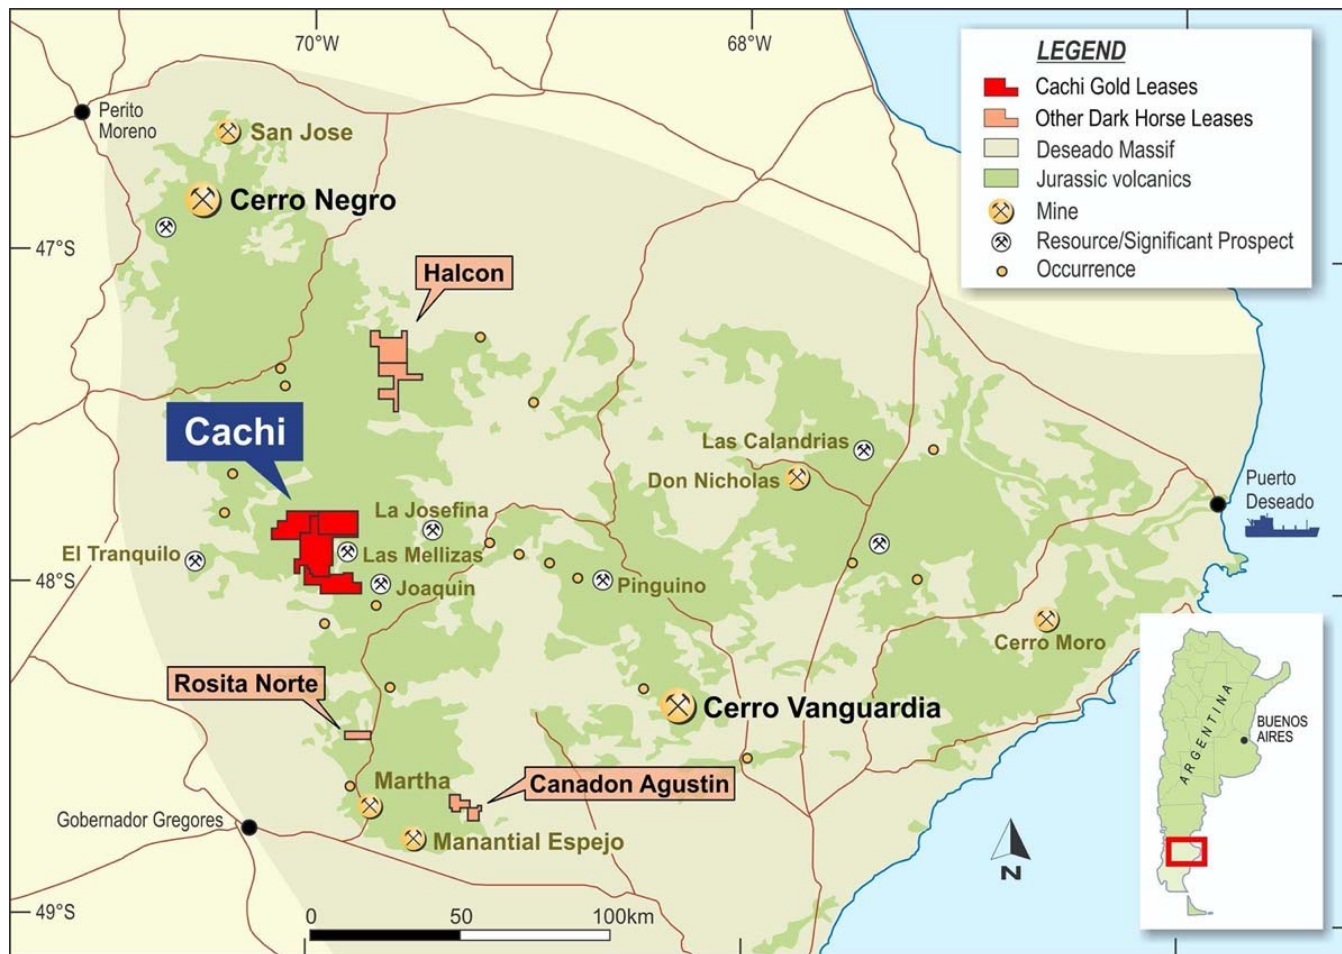 70°W
68°W
LEGEND
Cachi Gold Leases
Other Dark Horse Leases
Deseado Massif
Jurassic volcanics
Mine
Resource/Significant Prospect
Occurrence
Perito
Moreno
San Jose
Cerro Negro
47°S
Halcon
Cachi
Las Calandrias
Don Nicholas
Puerto
Deseado
La Josefina
El Tranquilo
Las Mellizas
48°S
Joaquin
Pinguino
Cerro Moro
Rosita Norte
Cerro Vanguardia
ARGENTINA
BUENOS
AIRES
Martha
Canadon Agustin
Gobernador Gregores
Manantial Espejo
N
49°S
0 50 100km